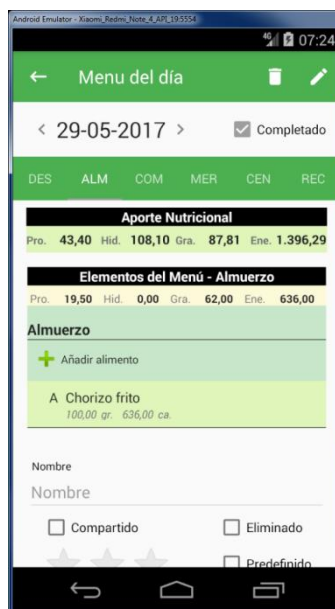 Android Emulator - Xiaomi_Redmi_Note_4_API_19:5554
4G 07:24
Menu del día
29-05-2017 Completado
DES ALM COM MER CEN REC
Aporte Nutricional
Pro. 43,40 Hid. 108,10 Gra. 87,81 Ene. 1.396,29
Elementos del Menú - Almuerzo
Pro. 19,50 Hid. 0,00 Gra. 62,00 Ene. 636,00
Almuerzo
Añadir alimento
A Chorizo frito
100,00 gr. 636,00 ca.
Nombre
Nombre
Compartido Eliminado
Predefinido